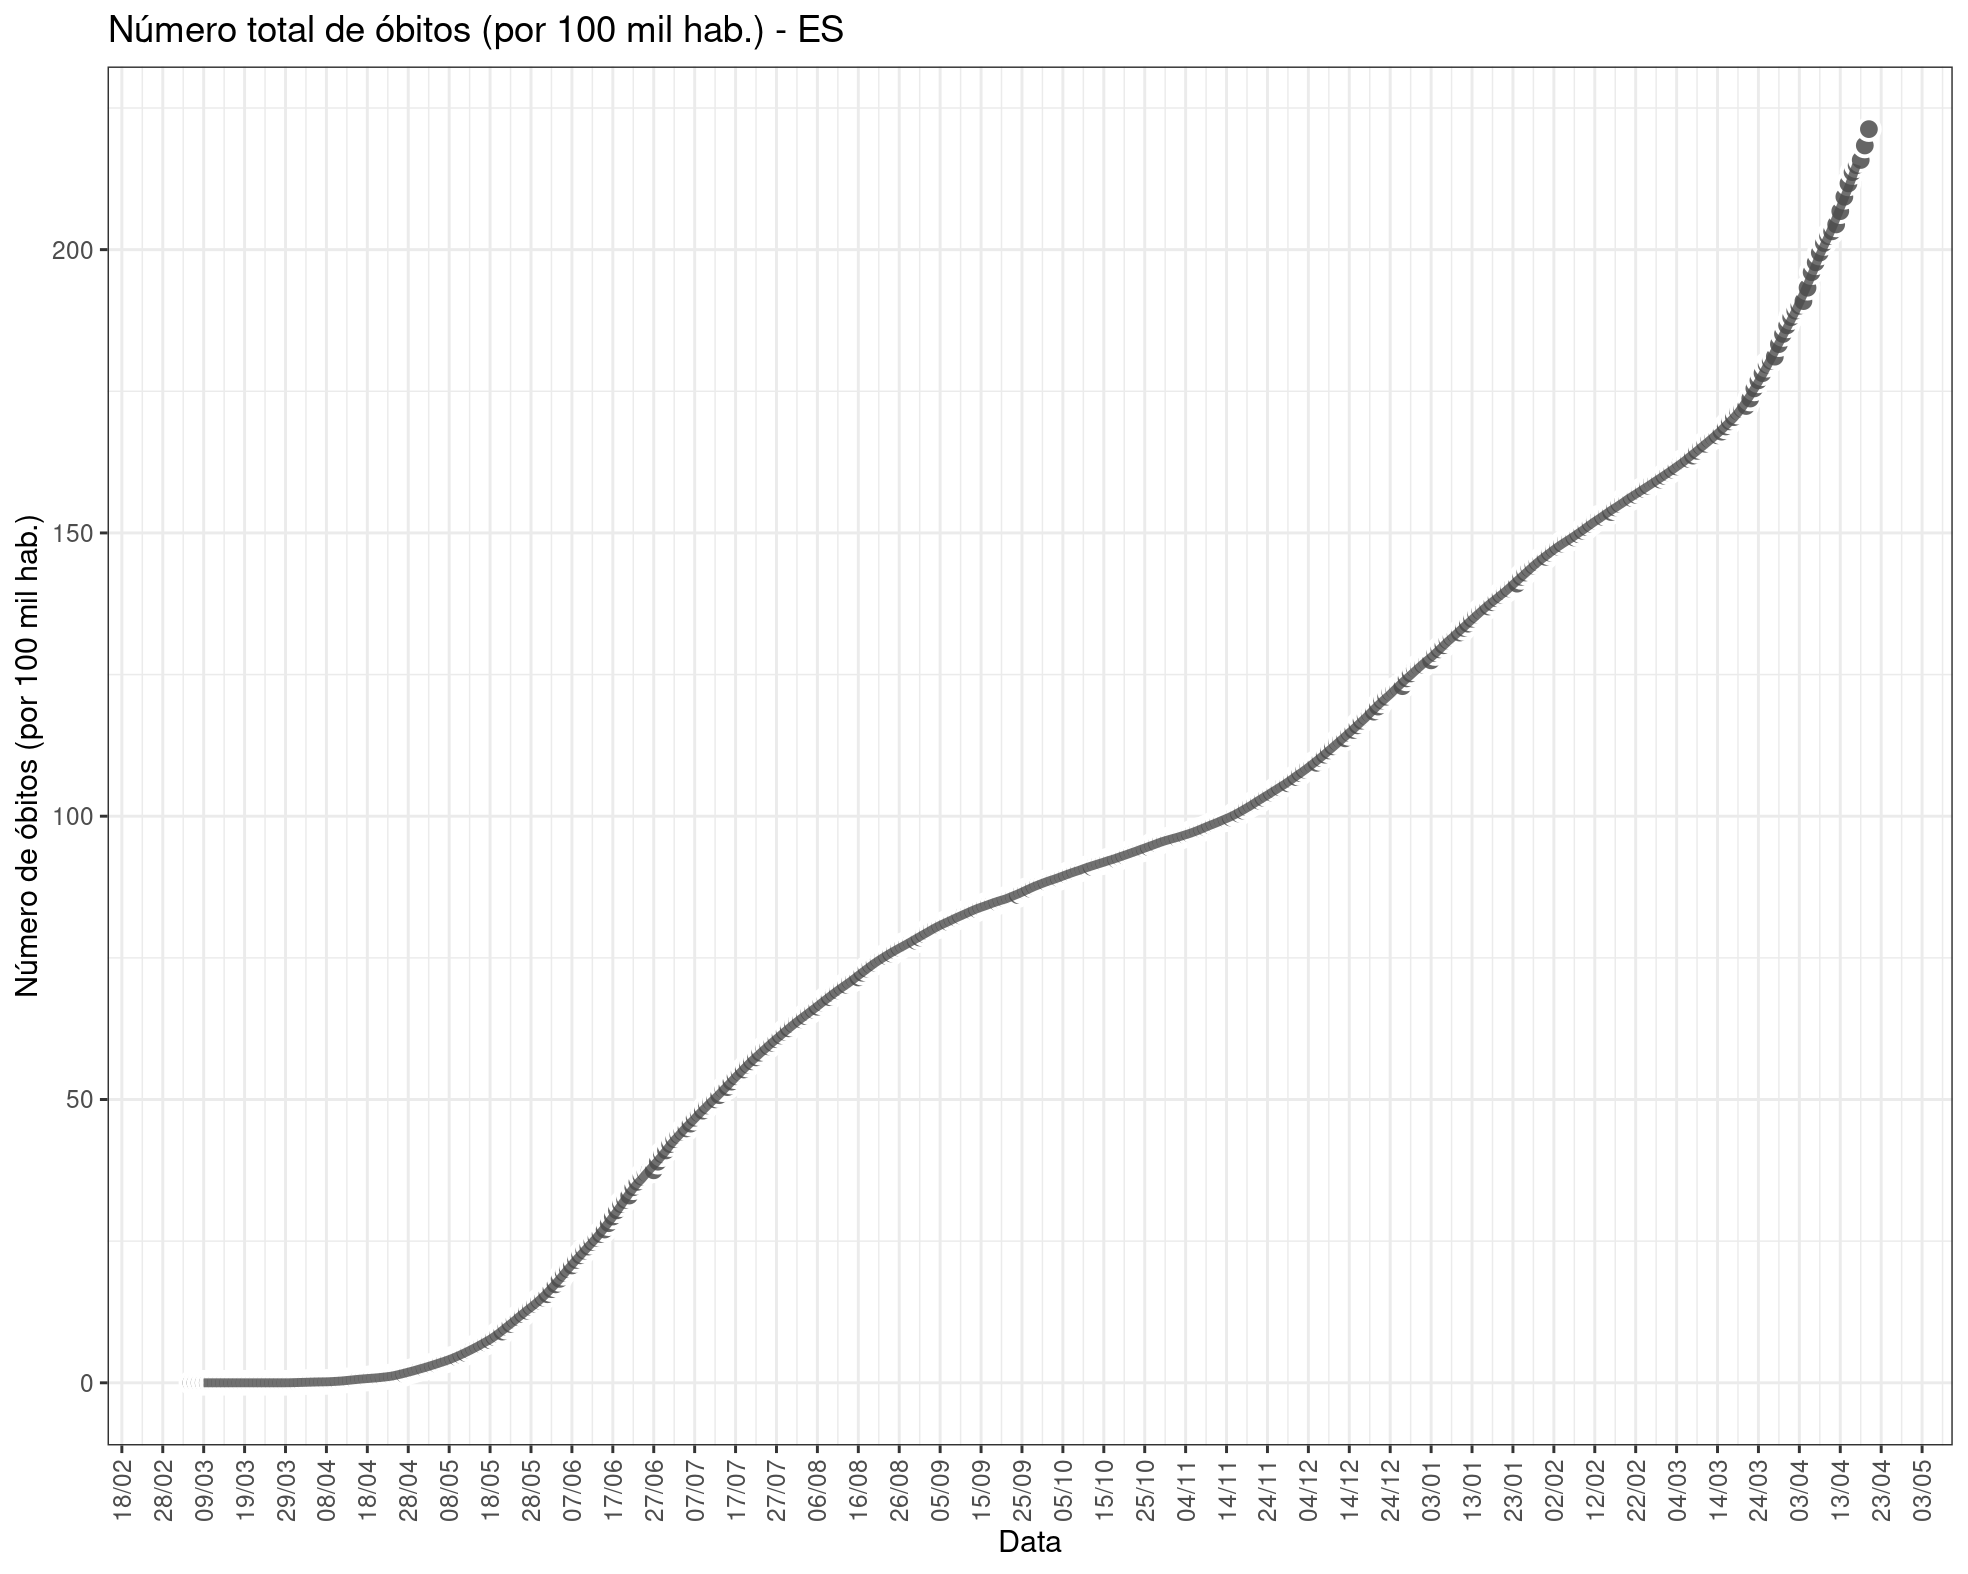 Número total de óbitos (por 100 mil hab.) - ES
Número de óbitos (por 100 mil hab.)
200
150
100
50
0
18/02 28/02 09/03 19/03 29/03 08/04 18/04 28/04 08/05 18/05 28/05 07/06 17/06 27/06 07/07 17/07 27/07 06/08 16/08 26/08 05/09 15/09 25/09 05/10 15/10 25/10 04/11 14/11 24/11 04/12 14/12 24/12 03/01 13/01 23/01 02/02 12/02 22/02 04/03 14/03 24/03 03/04 13/04 23/04 03/05
Data